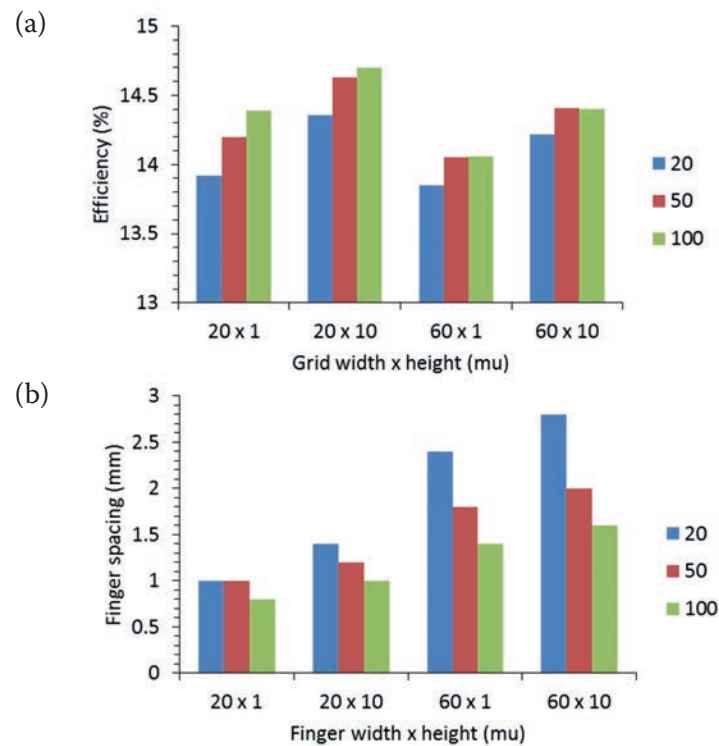 (a)
15
14.5
14
13.5
13
Efficiency (%)
20 x 1
20 x 10
60 x 1
60 x 10
Grid width x height (mu)
20
50
100
(b)
3
2.5
2
1.5
1
0.5
0
Finger spacing (mm)
20 x 1
20 x 10
60 x 1
60 x 10
Finger width x height (mu)
20
50
100